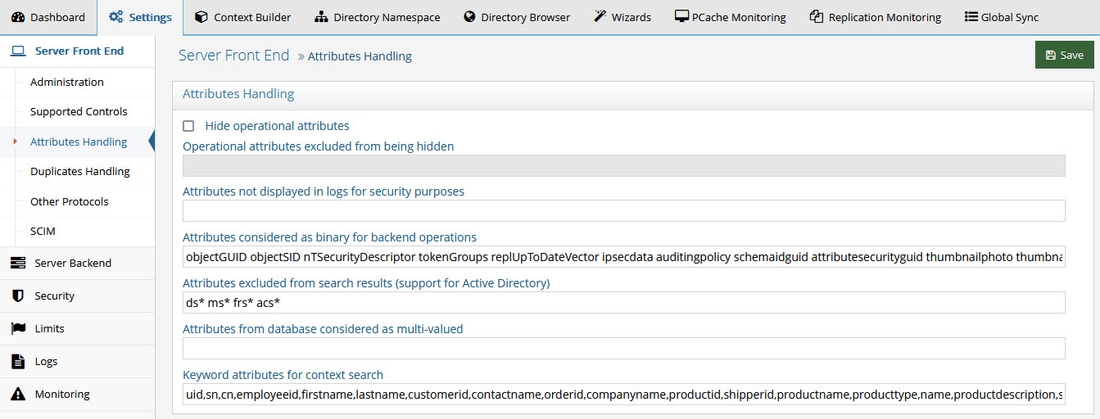 Dashboard Settings Context Builder Directory Namespace Directory Browser Wizards PCache Monitoring Replication Monitoring Global Sync
Server Front End
Administration
Supported Controls
Attributes Handling
Duplicates Handling
Other Protocols
SCIM
Server Backend
Security
Limits
Logs
Monitoring
Server Front End » Attributes Handling
Save
Attributes Handling
Hide operational attributes
Operational attributes excluded from being hidden
Attributes not displayed in logs for security purposes
Attributes considered as binary for backend operations
objectGUID objectSID nTSecurityDescriptor tokenGroups replUpToDateVector ipsecdata auditingpolicy schemaidguid attributesecurityguid thumbnailphoto thumbna
Attributes excluded from search results (support for Active Directory)
ds* ms* frs* acs*
Attributes from database considered as multi-valued
Keyword attributes for context search
uid,sn,cn,employeeid,firstname,lastname,customerid,contactname,orderid,companyname,productid,shipperid,productname,producttype,name,productdescription,s